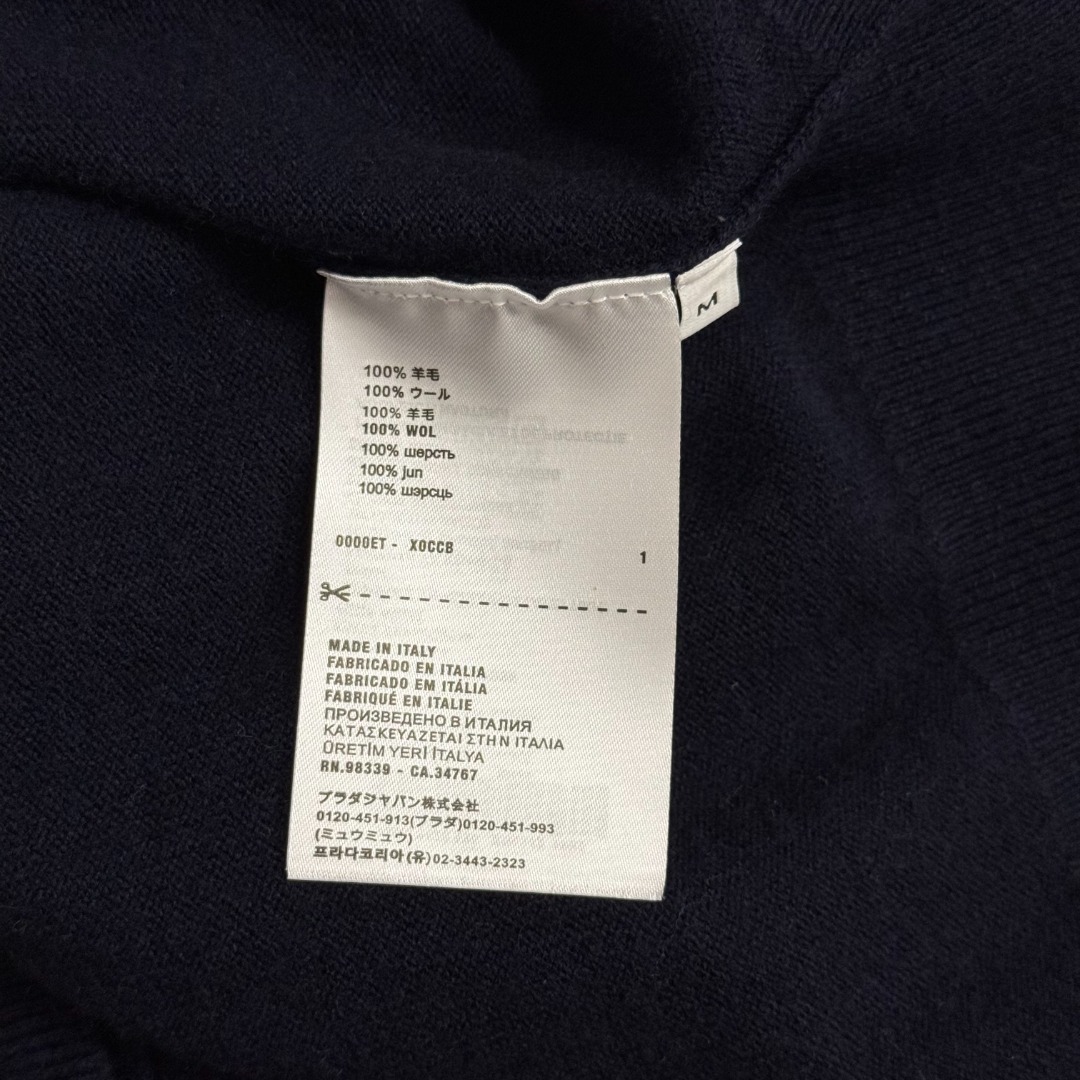 M
100% 羊毛
100% ウール
100% 羊毛
100% WOL
100% шерсть
100% jun
100% шэрсць
0000ET - X0CCB
1
MADE IN ITALY
FABRICADO EN ITALIA
FABRICADO EM ITÁLIA
FABRIQUÉ EN ITALIE
ПРОИЗВЕДЕНО В ИТАЛИЯ
ΚΑΤΑΣΚΕΥΑΖΕΤΑΙ ΣΤΗΝ ΙΤΑΛΙΑ
ÜRETİM YERİ İTALYA
RN.98339 - CA.34767
プラダジャパン株式会社
0120-451-913(プラダ)0120-451-993
(ミュウミュウ)
프라다코리아(유)02-3443-2323